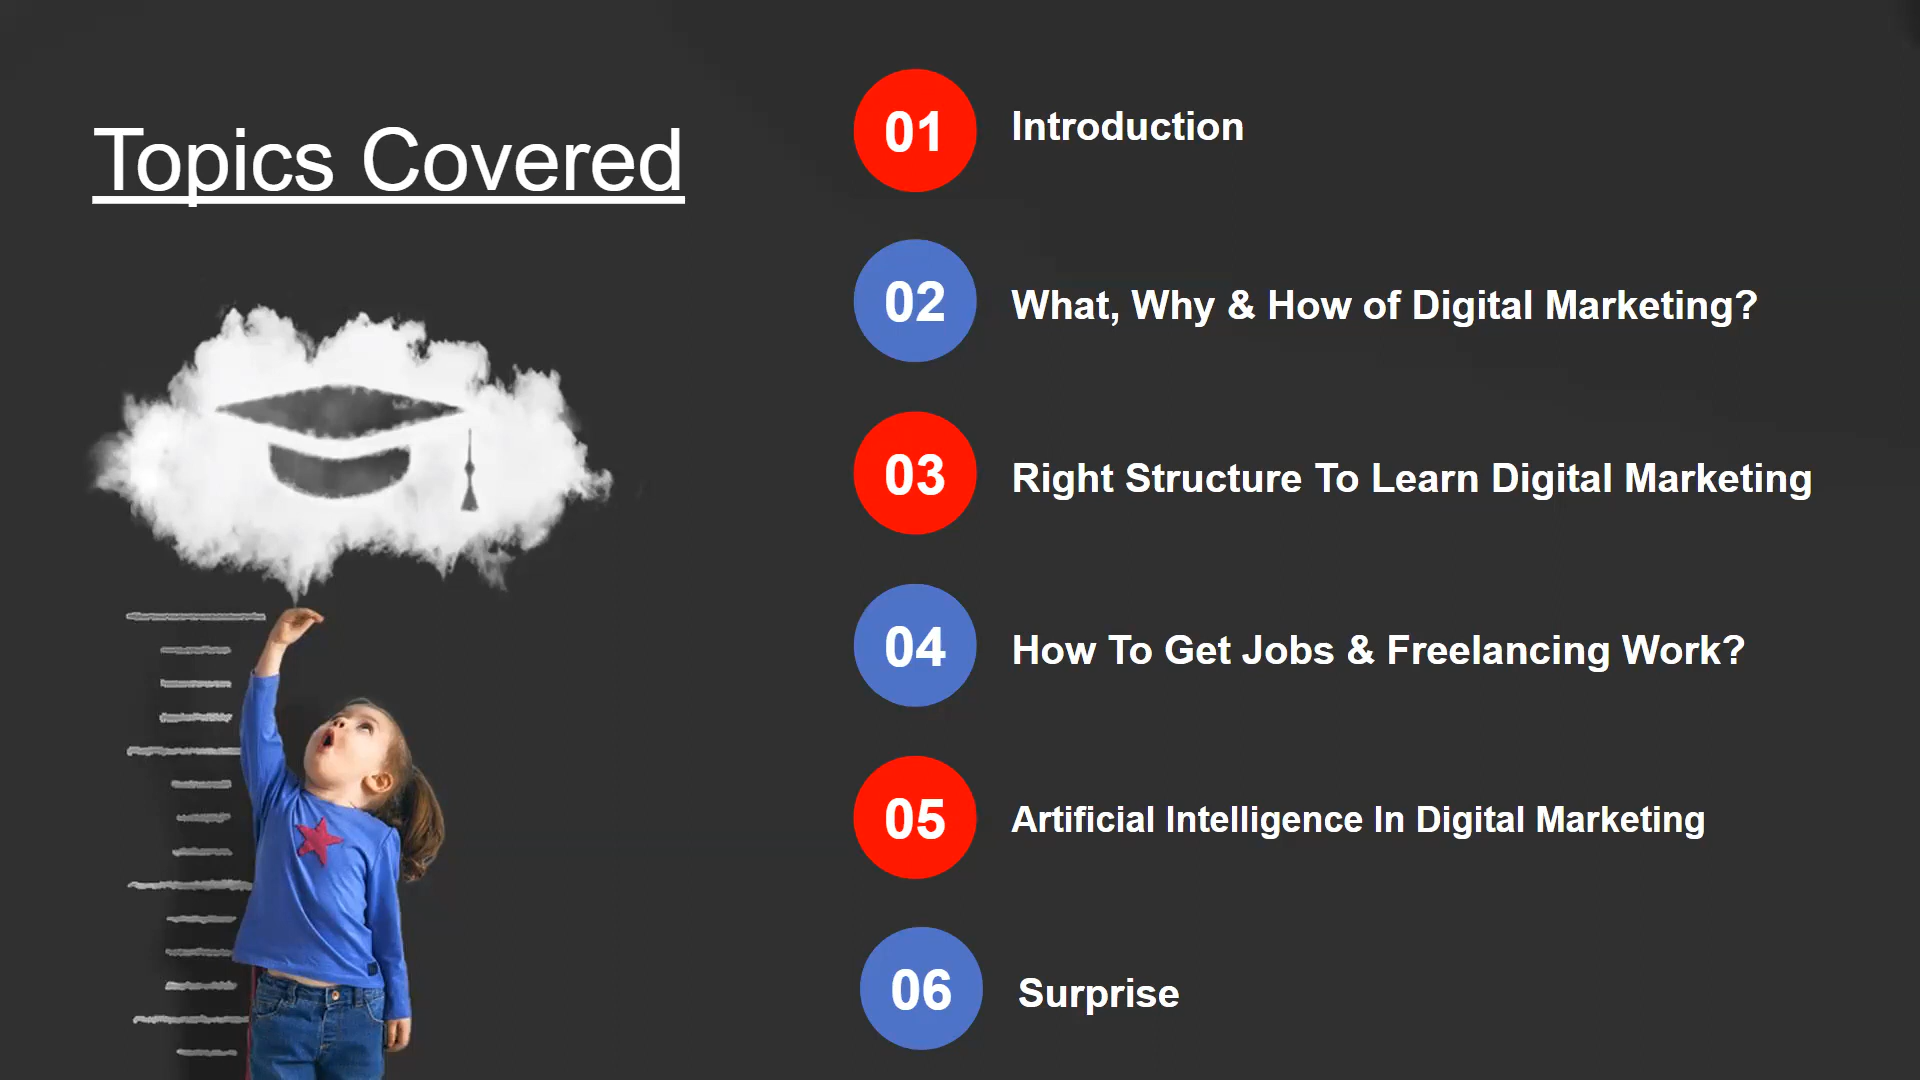 Topics Covered
01
Introduction
02
What, Why & How of Digital Marketing?
03
Right Structure To Learn Digital Marketing
04
How To Get Jobs & Freelancing Work?
05
Artificial Intelligence In Digital Marketing
06
Surprise